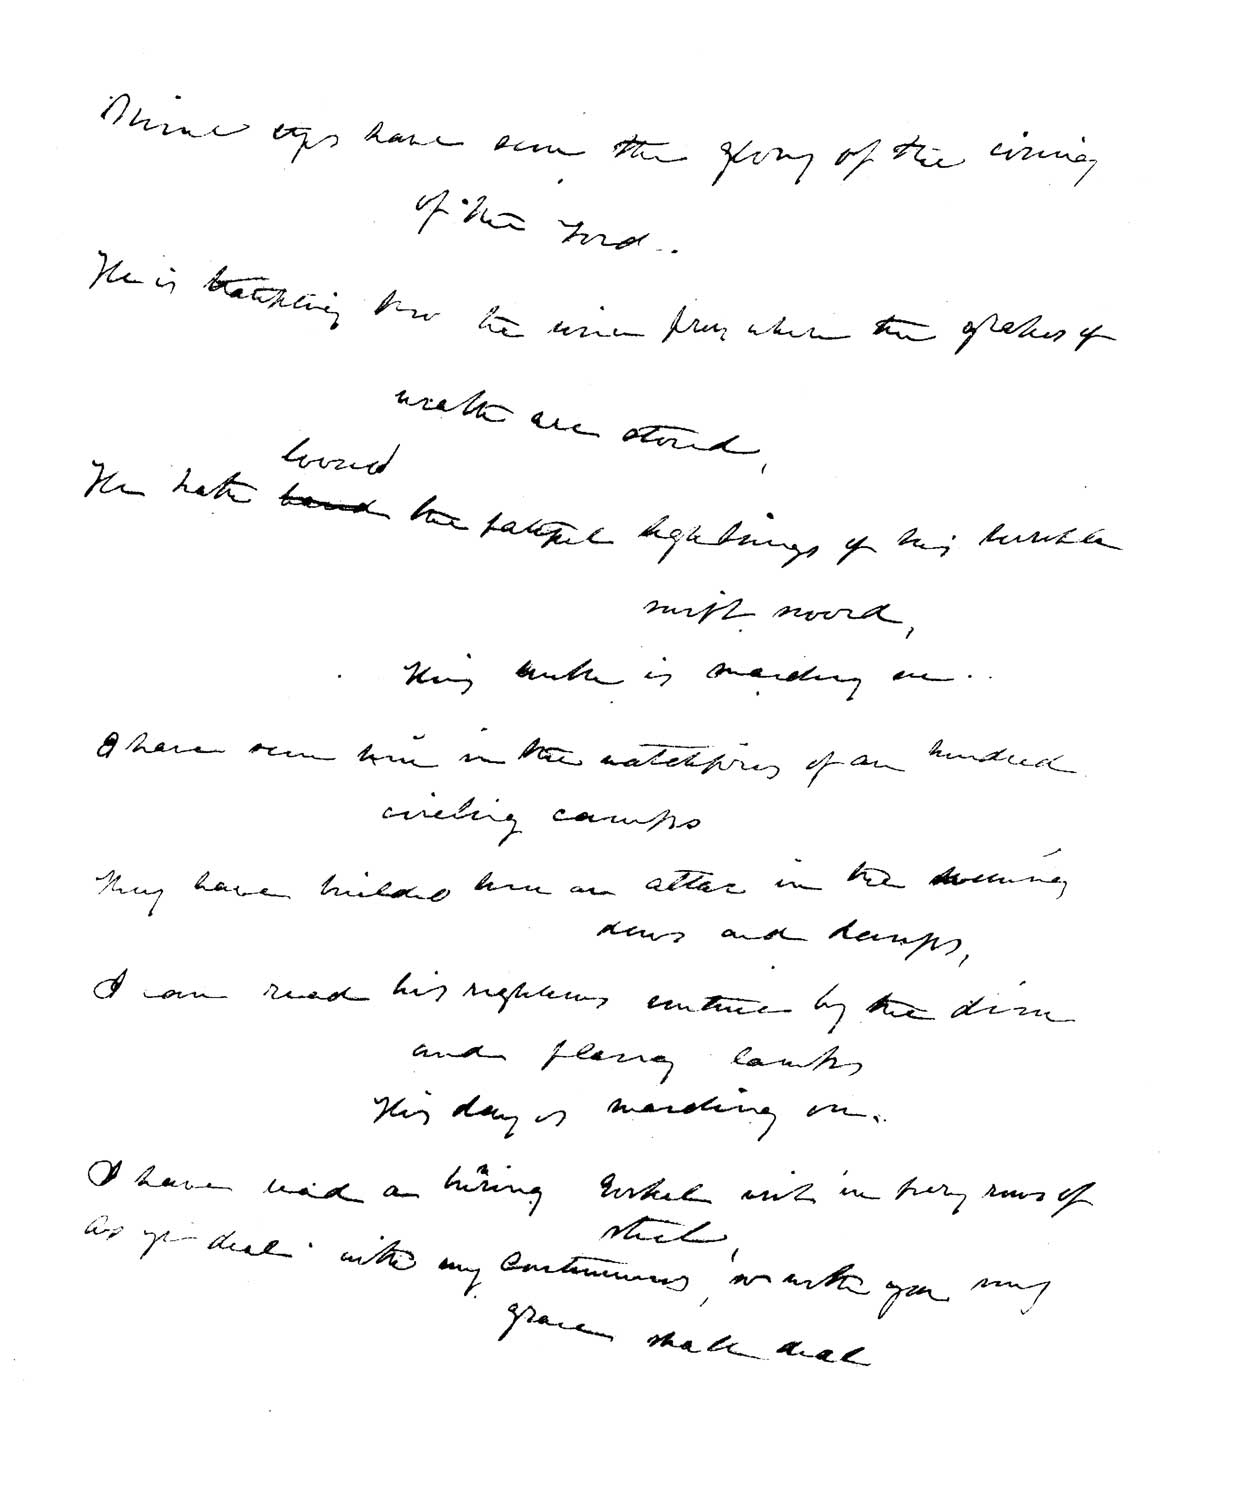 Mine eyes have seen the glory of the coming
of the Lord.
He is trampling out the wine press where the grapes of
wrath are stored,
loosed
He hath the fateful lightnings of his terrible
swift sword,
His truth is marching on.
I have seen him in the watchfires of an hundred
circling camps
They have builded him an altar in the evening
dews and damps,
I can read his righteous sentence by the dim
and flaring lamps
His day is marching on.
I have read a burning Gospel writ in fiery rows of
steel,
As ye deal with my contemners, so with you my
grace shall deal